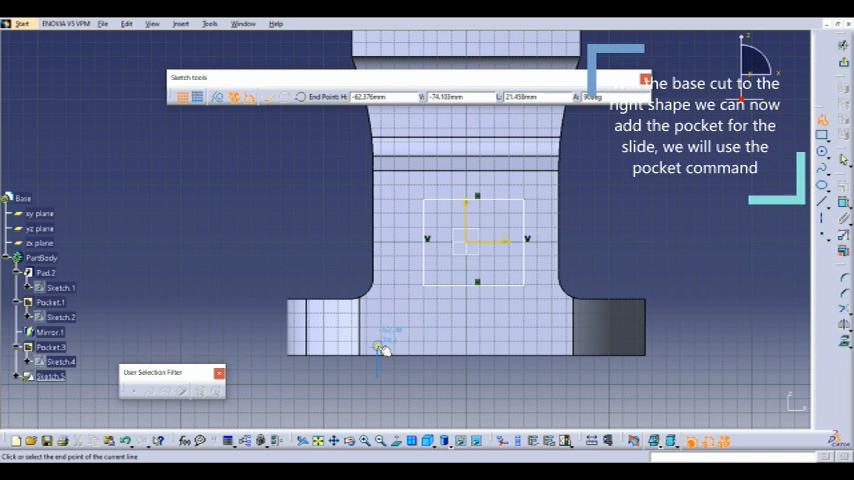 Start ENOVIA V5 VPM File Edit View Insert Tools Window Help
Sketch tools
End Point: H: -62.376mm V: -74.103mm L: 21.458mm A: 90deg
the base cut to the
right shape we can now
add the pocket for the
slide, we will use the
pocket command
Base
xy plane
yz plane
zx plane
PartBody
Pad.2
Sketch.1
Pocket.1
Sketch.2
Mirror.1
Pocket.3
Sketch.4
Sketch.5
User Selection Filter
Click or select the end point of the current line